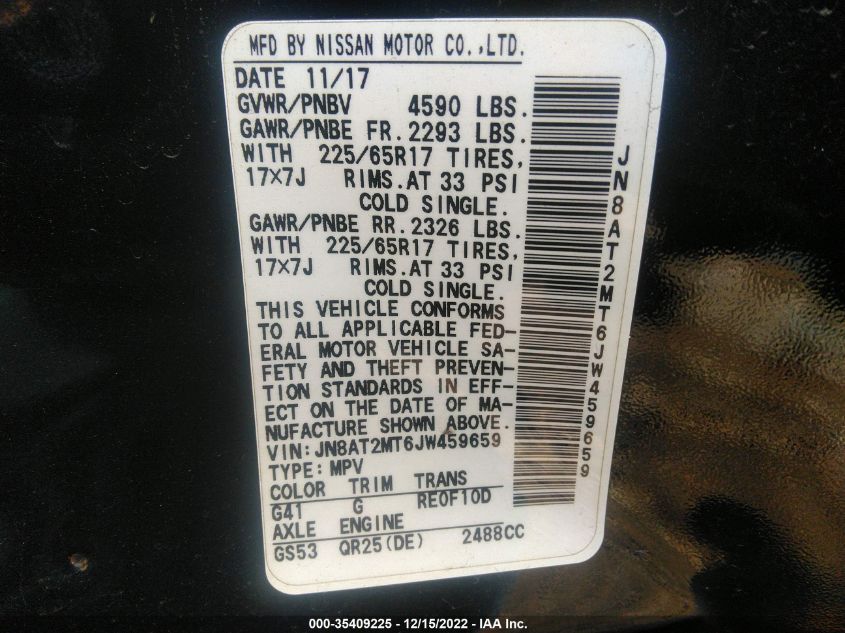 MFD BY NISSAN MOTOR CO.,LTD.
DATE 11/17
GVWR/PNBV 4590 LBS.
GAWR/PNBE FR.2293 LBS.
WITH 225/65R17 TIRES,
17X7J RIMS.AT 33 PSI
COLD SINGLE.
GAWR/PNBE RR.2326 LBS.
WITH 225/65R17 TIRES,
17X7J RIMS.AT 33 PSI
COLD SINGLE.
THIS VEHICLE CONFORMS
TO ALL APPLICABLE FED-
ERAL MOTOR VEHICLE SA-
FETY AND THEFT PREVEN-
TION STANDARDS IN EFF-
ECT ON THE DATE OF MA-
NUFACTURE SHOWN ABOVE.
VIN:JN8AT2MT6JW459659
TYPE:MPV
COLOR TRIM TRANS
G41 G RE0F10D
AXLE ENGINE
GS53 QR25(DE) 2488CC
JN8AT2MT6JW459659
000-35409225 - 12/15/2022 - IAA Inc.